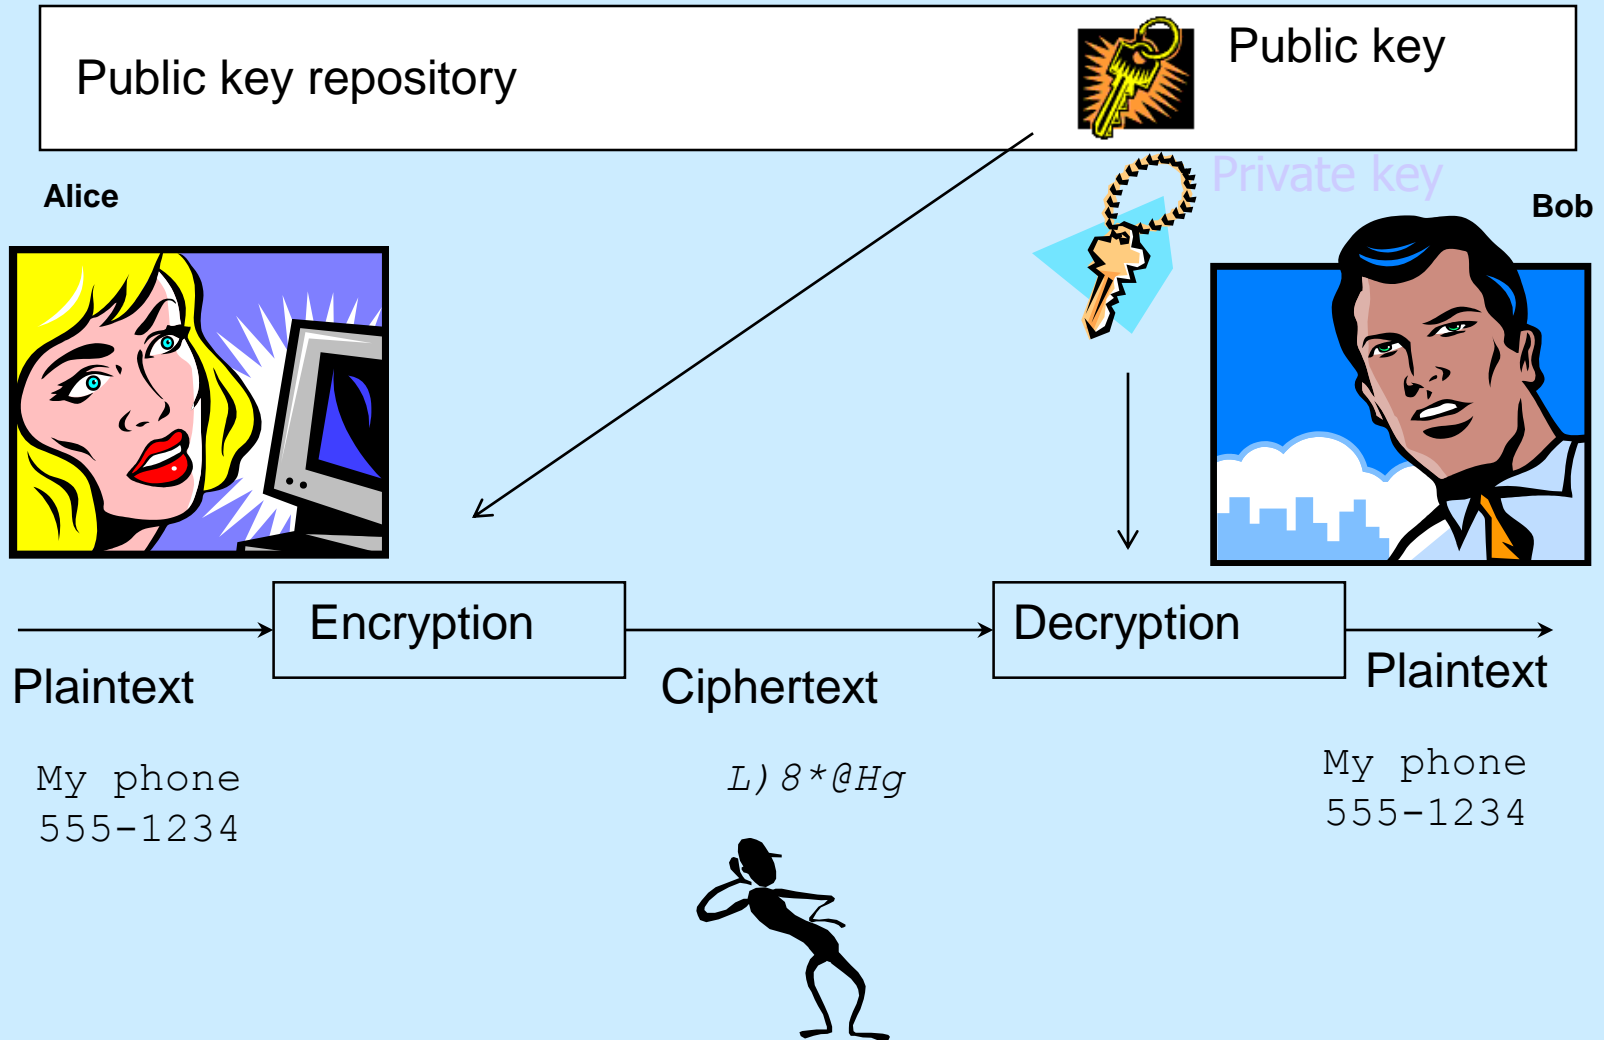 Public key repository
Public key
Private key
Alice
Bob
Encryption
Decryption
Plaintext
Ciphertext
Plaintext
My phone
555-1234
L)8*@Hg
My phone
555-1234